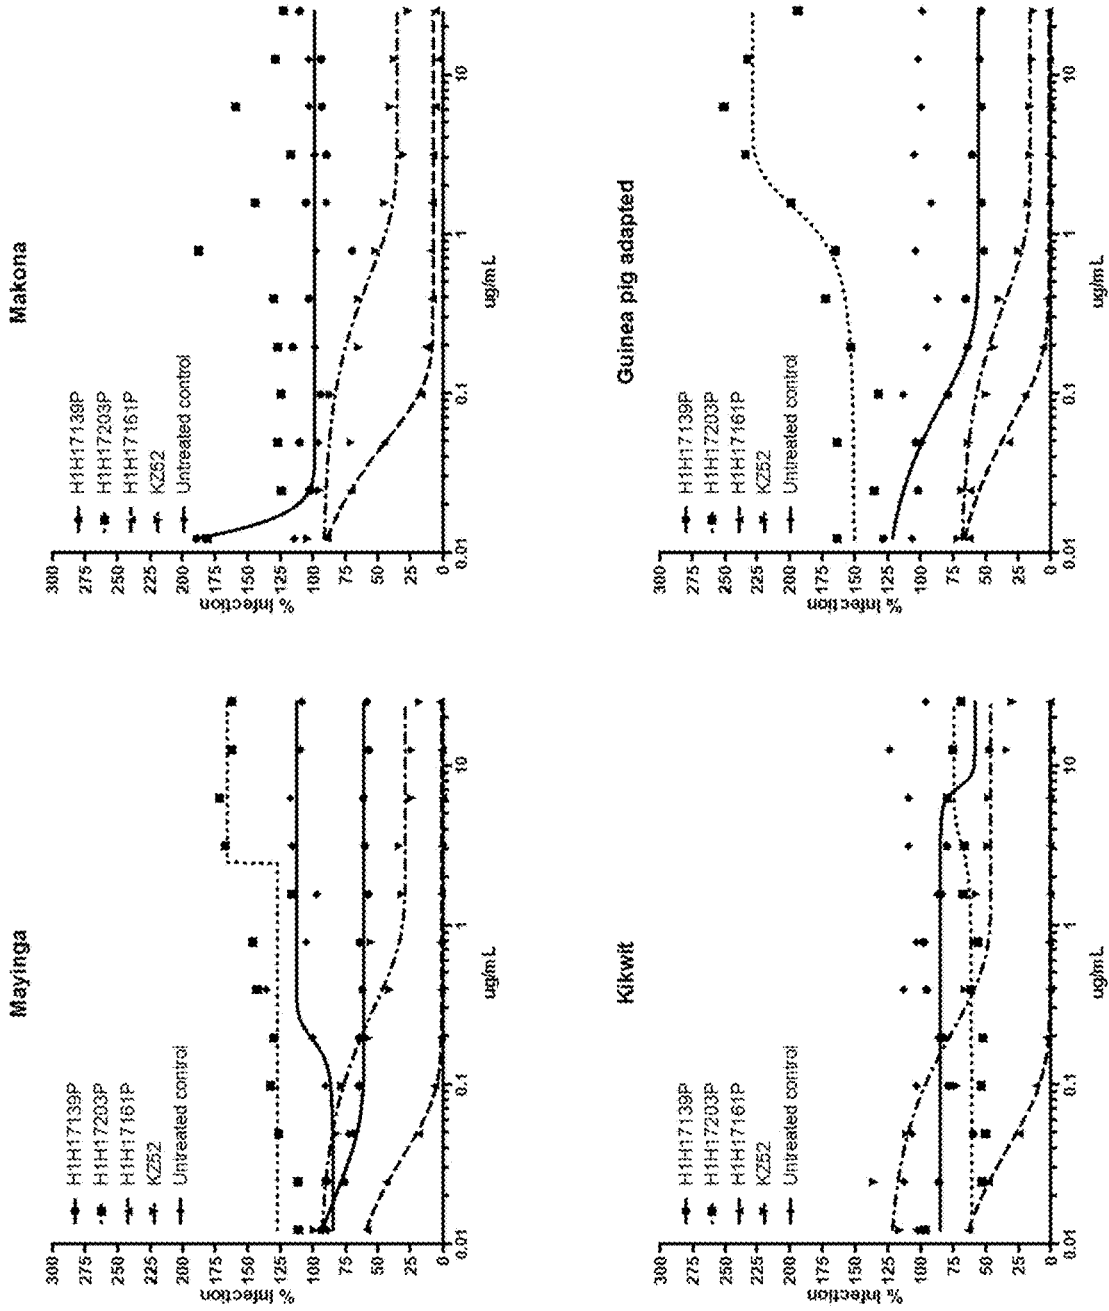 Mayinga
H1H17139P
H1H17203P
H1H17161P
KZ52
Untreated control
300
275
250
225
200
175
150
125
100
75
50
25
0
% Infection
0.01
0.1
1
10
ug/mL
Makona
H1H17139P
H1H17203P
H1H17161P
KZ52
Untreated control
300
275
250
225
200
175
150
125
100
75
50
25
0
% Infection
0.01
0.1
1
10
ug/mL
Kikwit
H1H17139P
H1H17203P
H1H17161P
KZ52
Untreated control
300
275
250
225
200
175
150
125
100
75
50
25
0
% Infection
0.01
0.1
1
10
ug/mL
Guinea pig adapted
H1H17139P
H1H17203P
H1H17161P
KZ52
Untreated control
300
275
250
225
200
175
150
125
100
75
50
25
0
% Infection
0.01
0.1
1
10
ug/mL